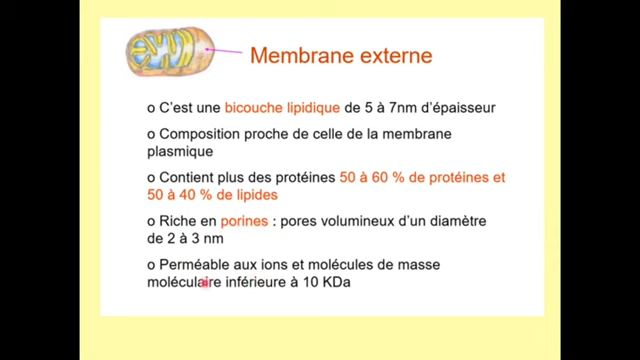 Membrane externe
o C'est une bicouche lipidique de 5 à 7nm d'épaisseur
o Composition proche de celle de la membrane
plasmique
o Contient plus des protéines 50 à 60 % de protéines et
50 à 40 % de lipides
o Riche en porines : pores volumineux d'un diamètre
de 2 à 3 nm
o Perméable aux ions et molécules de masse
moléculaire inférieure à 10 KDa